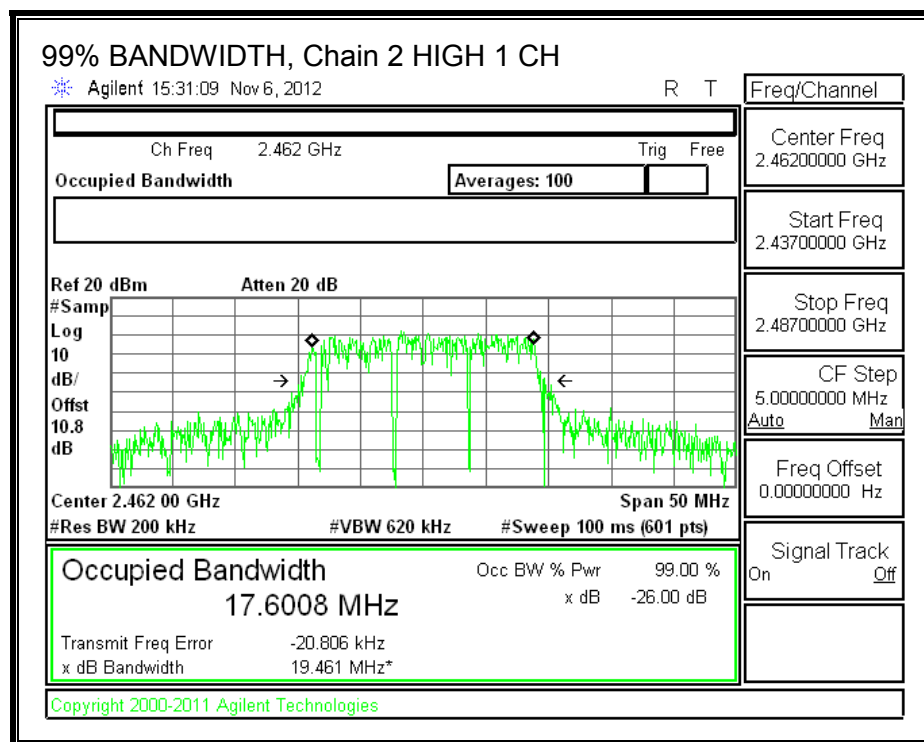 99% BANDWIDTH, Chain 2 HIGH 1 CH
Agilent 15:31:09 Nov 6, 2012 R T
Freq/Channel
Ch Freq 2.462 GHz Trig Free
Occupied Bandwidth Averages: 100
Center Freq
2.46200000 GHz
Start Freq
2.43700000 GHz
Stop Freq
2.48700000 GHz
CF Step
5.00000000 MHz
Auto Man
Freq Offset
0.00000000 Hz
Signal Track
On Off
Ref 20 dBm Atten 20 dB
#Samp
Log
10
dB/
Offst
10.8
dB
Center 2.462 00 GHz Span 50 MHz
#Res BW 200 kHz #VBW 620 kHz #Sweep 100 ms (601 pts)
Occupied Bandwidth Occ BW % Pwr 99.00 %
17.6008 MHz x dB -26.00 dB
Transmit Freq Error -20.806 kHz
x dB Bandwidth 19.461 MHz*
Copyright 2000-2011 Agilent Technologies